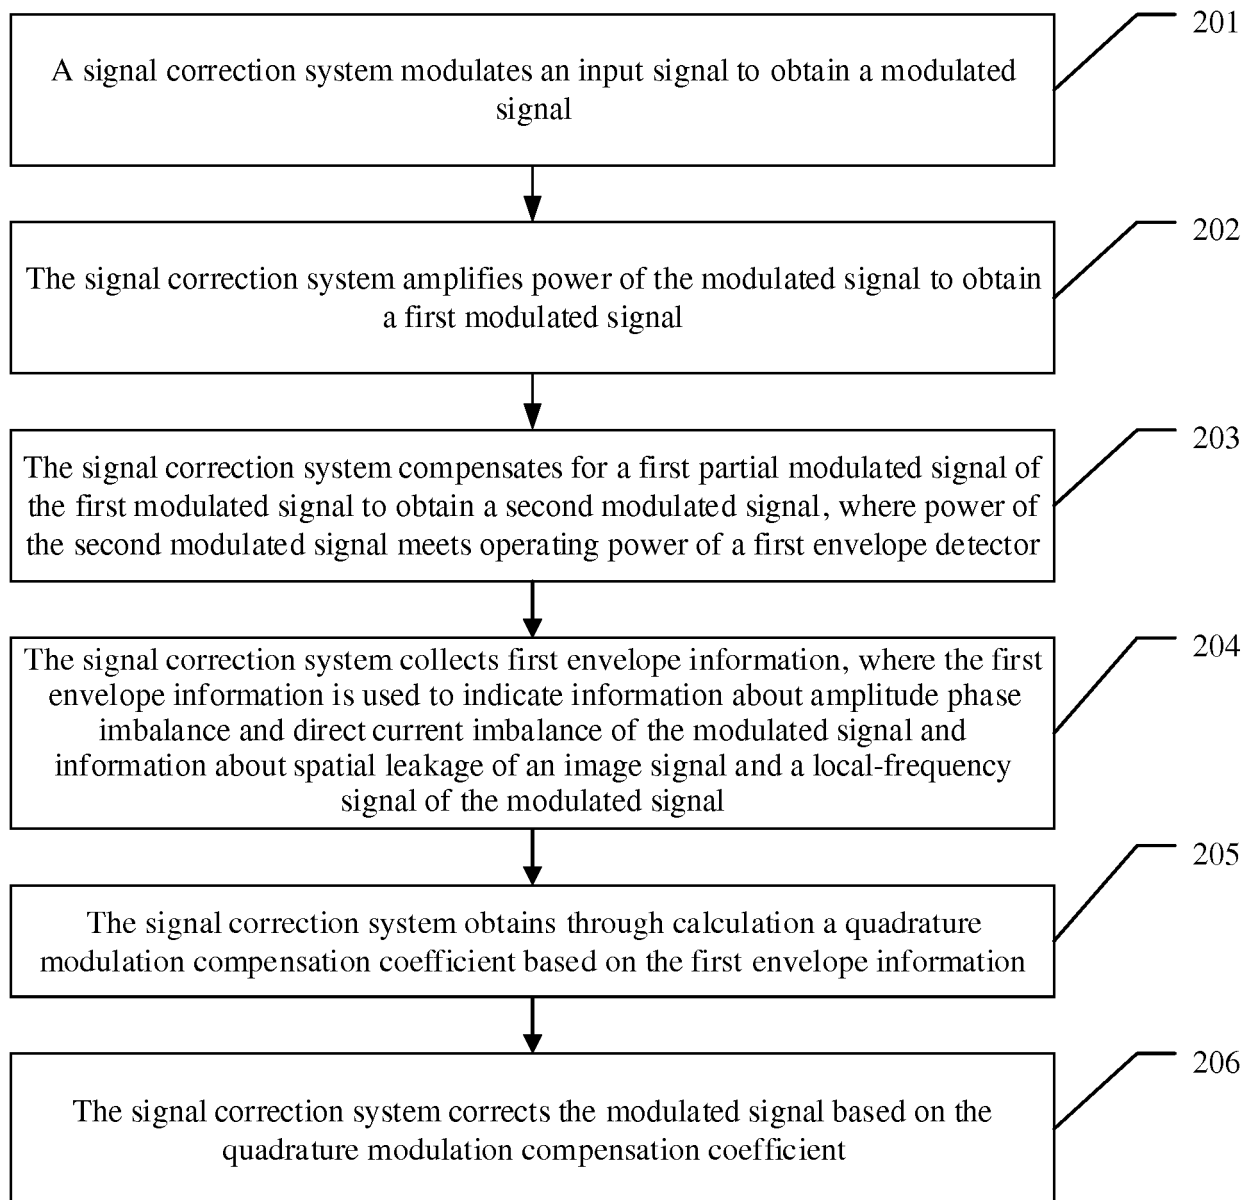 A signal correction system modulates an input signal to obtain a modulated
signal
201
The signal correction system amplifies power of the modulated signal to obtain
a first modulated signal
202
The signal correction system compensates for a first partial modulated signal of
the first modulated signal to obtain a second modulated signal, where power of
the second modulated signal meets operating power of a first envelope detector
203
The signal correction system collects first envelope information, where the first
envelope information is used to indicate information about amplitude phase
imbalance and direct current imbalance of the modulated signal and
information about spatial leakage of an image signal and a local-frequency
signal of the modulated signal
204
The signal correction system obtains through calculation a quadrature
modulation compensation coefficient based on the first envelope information
205
The signal correction system corrects the modulated signal based on the
quadrature modulation compensation coefficient
206